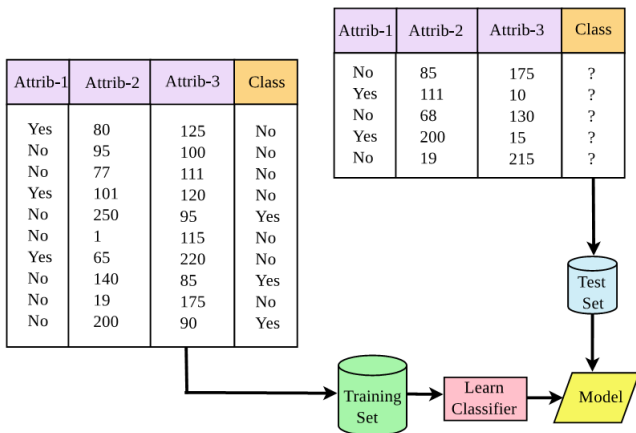 Attrib-1 Attrib-2 Attrib-3 Class
No 85 175 ?
Yes 111 10 ?
No 68 130 ?
Yes 200 15 ?
No 19 215 ?
Attrib-1 Attrib-2 Attrib-3 Class
Yes 80 125 No
No 95 100 No
No 77 111 No
Yes 101 120 No
No 250 95 Yes
No 1 115 No
Yes 65 220 No
No 140 85 Yes
No 19 175 No
No 200 90 Yes
Test
Set
Training
Set
Learn
Classifier
Model